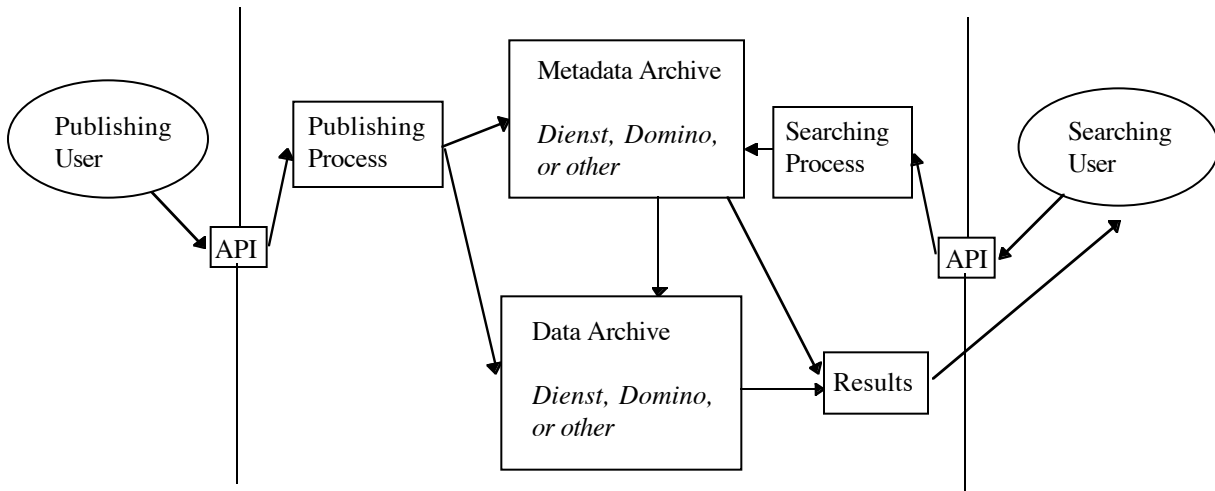 Publishing
User
API
Publishing
Process
Metadata Archive
Dienst, Domino,
or other
Data Archive
Dienst, Domino,
or other
Searching
Process
Results
API
Searching
User